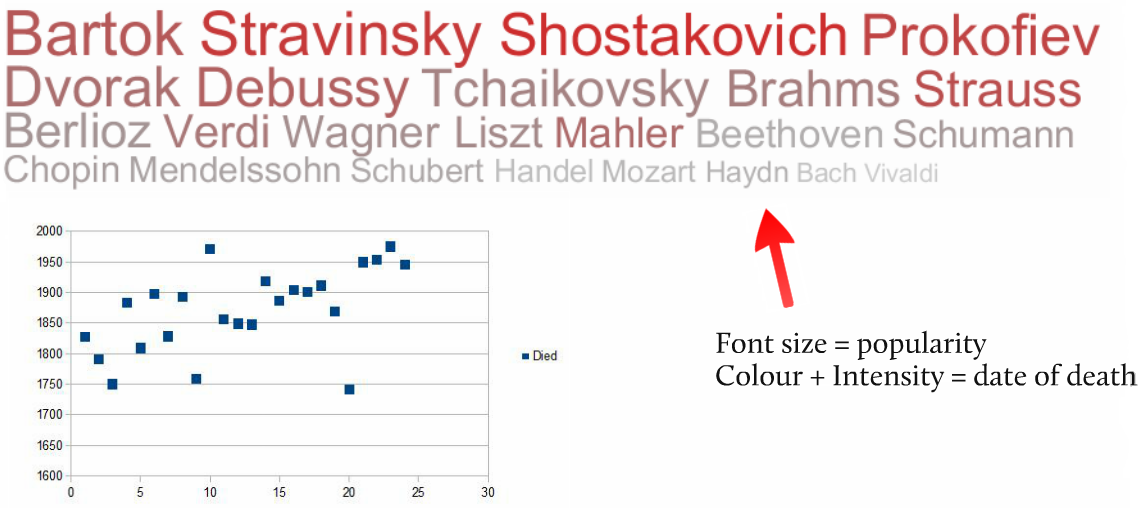 Bartok Stravinsky Shostakovich Prokofiev
Dvorak Debussy Tchaikovsky Brahms Strauss
Berlioz Verdi Wagner Liszt Mahler Beethoven Schumann
Chopin Mendelssohn Schubert Handel Mozart Haydn Bach Vivaldi
2000
1950
1900
1850
1800
1750
1700
1650
1600
0 5 10 15 20 25 30
Died
Font size = popularity
Colour + Intensity = date of death